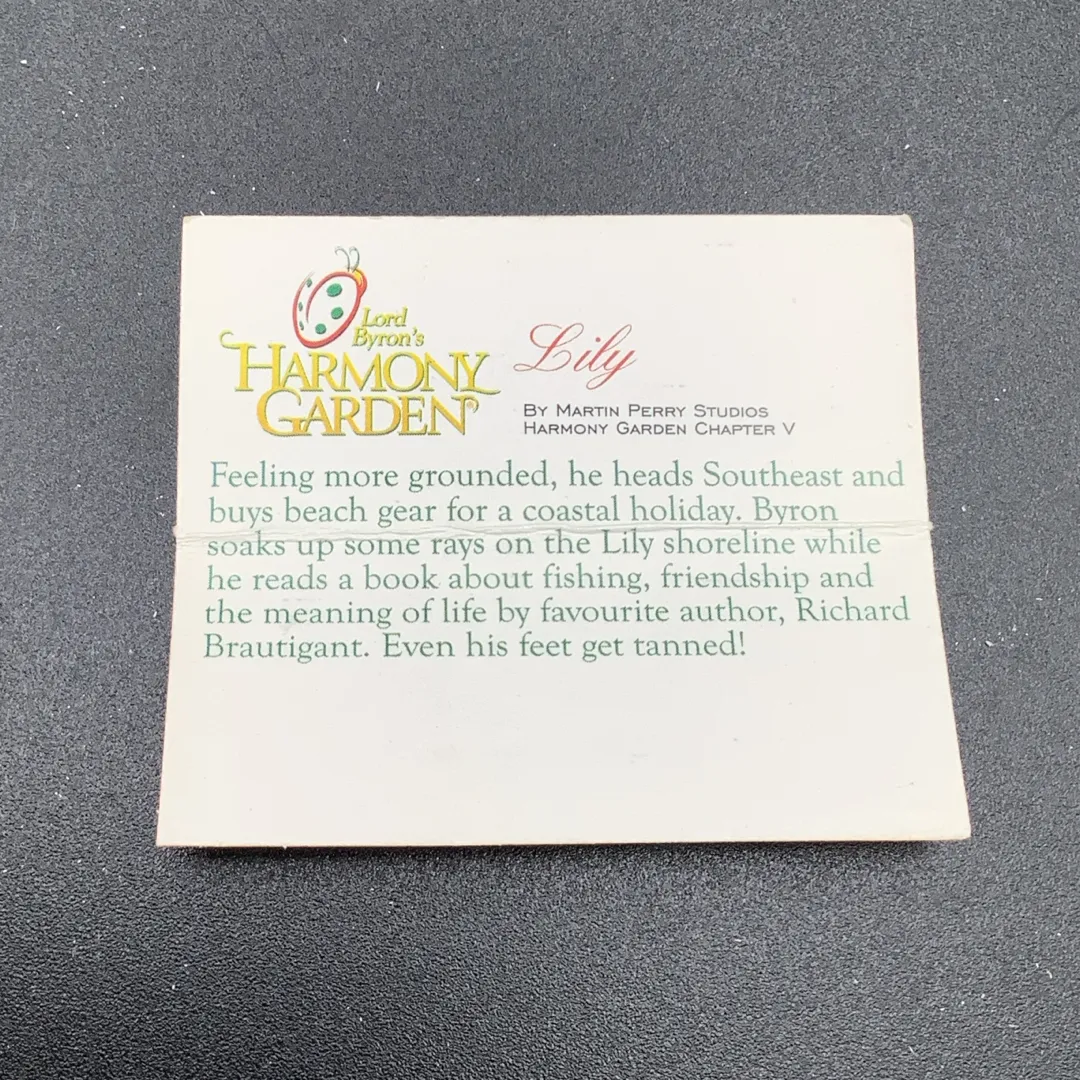 Lord
Byron's
HARMONY
GARDEN®
Lily
BY MARTIN PERRY STUDIOS
HARMONY GARDEN CHAPTER V
Feeling more grounded, he heads Southeast and
buys beach gear for a coastal holiday. Byron
soaks up some rays on the Lily shoreline while
he reads a book about fishing, friendship and
the meaning of life by favourite author, Richard
Brautigant. Even his feet get tanned!